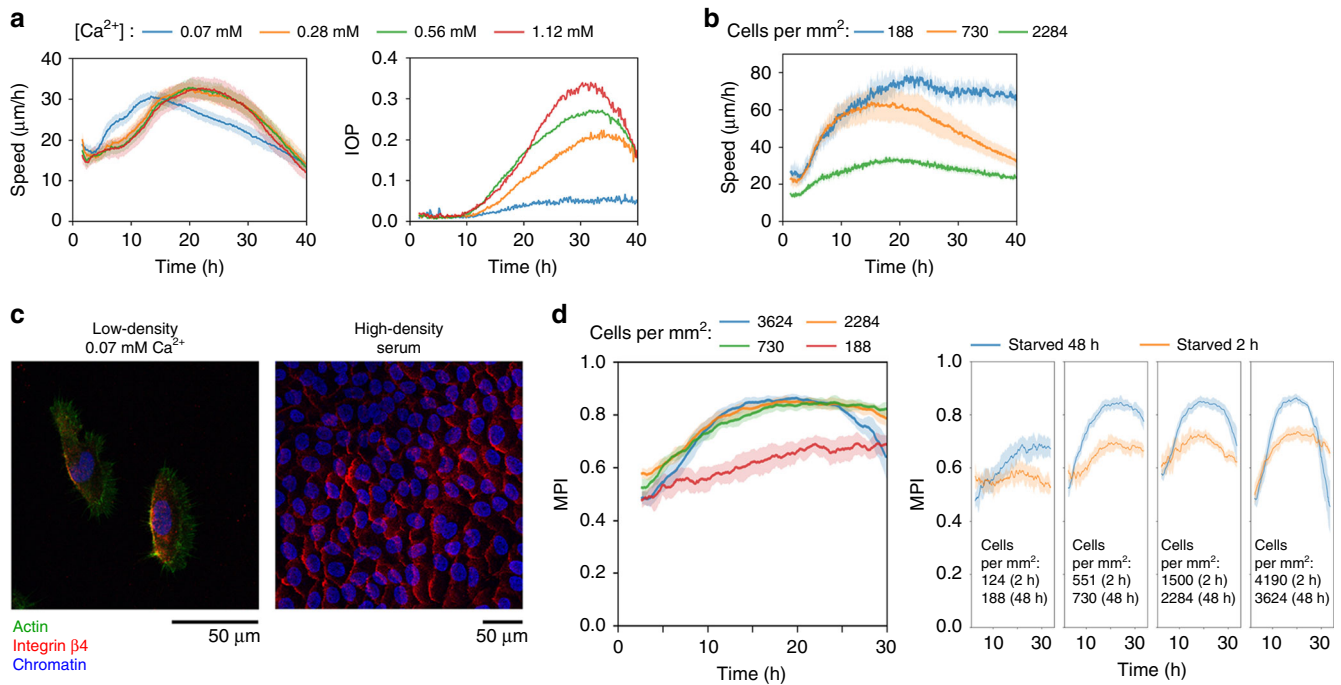 a
[Ca²⁺] : 0.07 mM 0.28 mM 0.56 mM 1.12 mM
Speed (μm/h)
40
30
20
10
0
0 10 20 30 40
Time (h)
IOP
0.4
0.3
0.2
0.1
0.0
0 10 20 30 40
Time (h)
b
Cells per mm²: 188 730 2284
Speed (μm/h)
80
60
40
20
0
0 10 20 30 40
Time (h)
c
Low-density
0.07 mM Ca²⁺
High-density
serum
50 μm
50 μm
Actin
Integrin β4
Chromatin
d
Cells per mm²: 3624 2284
730 188
MPI
1.0
0.8
0.6
0.4
0.2
0.0
0 10 20 30
Time (h)
Starved 48 h Starved 2 h
MPI
1.0
0.8
0.6
0.4
0.2
0.0
Cells
per mm²:
124 (2 h)
188 (48 h)
Cells
per mm²:
551 (2 h)
730 (48 h)
Cells
per mm²:
1500 (2 h)
2284 (48 h)
Cells
per mm²:
4190 (2 h)
3624 (48 h)
10 30 10 30 10 30 10 30
Time (h)